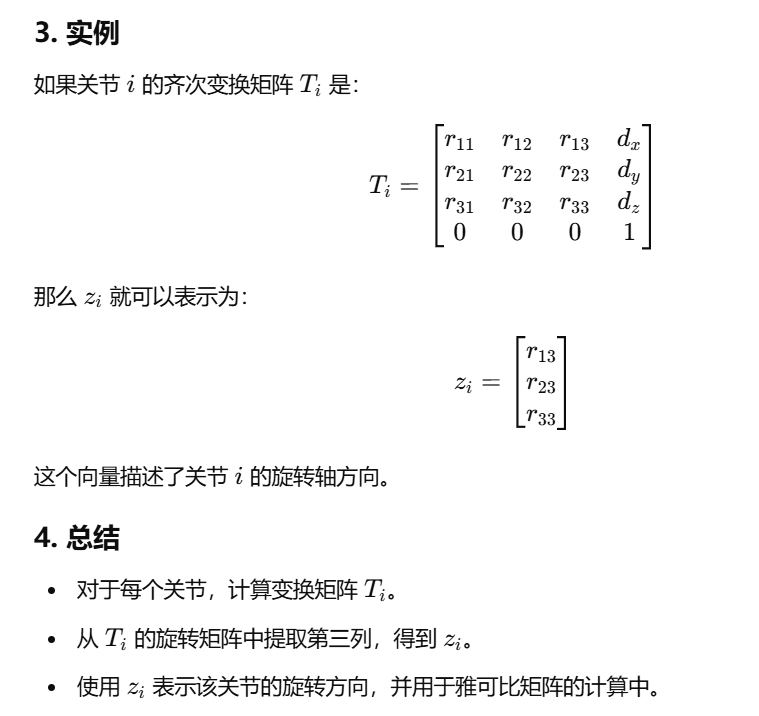 3. 实例
如果关节 i 的齐次变换矩阵 T_i 是：
T_i = \begin{bmatrix} r_{11} & r_{12} & r_{13} & d_x \\ r_{21} & r_{22} & r_{23} & d_y \\ r_{31} & r_{32} & r_{33} & d_z \\ 0 & 0 & 0 & 1 \end{bmatrix}
那么 z_i 就可以表示为：
z_i = \begin{bmatrix} r_{13} \\ r_{23} \\ r_{33} \end{bmatrix}
这个向量描述了关节 i 的旋转轴方向。
4. 总结
• 对于每个关节，计算变换矩阵 T_i。
• 从 T_i 的旋转矩阵中提取第三列，得到 z_i。
• 使用 z_i 表示该关节的旋转方向，并用于雅可比矩阵的计算中。